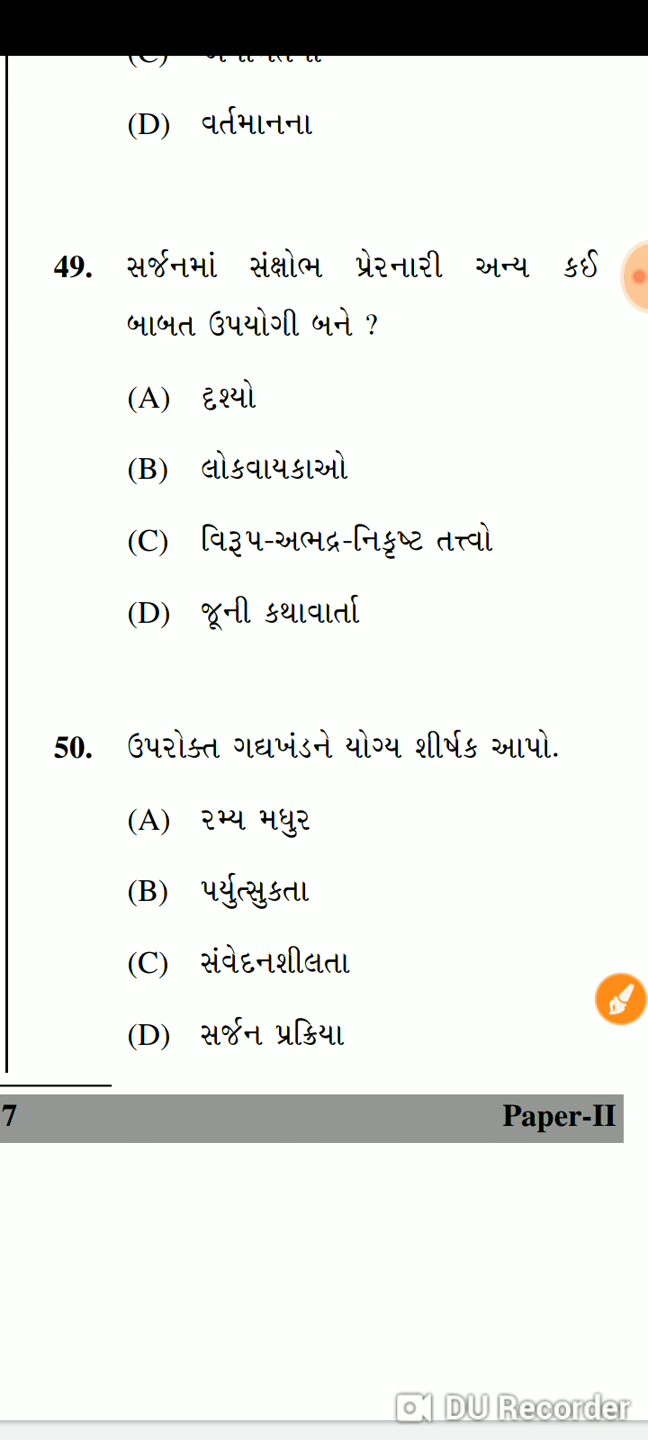 (D) વર્તમાનના
49. સર્જનમાં સંક્ષોભ પ્રેરનારી અન્ય કઈ
બાબત ઉપયોગી બને ?
(A) દૃશ્યો
(B) લોકવાયકાઓ
(C) વિરૂપ-અભદ્ર-નિકૃષ્ટ તત્ત્વો
(D) જૂની કથાવાર્તા
50. ઉપરોક્ત ગદ્યખંડને યોગ્ય શીર્ષક આપો.
(A) રમ્ય મધુર
(B) પર્યુત્સુકતા
(C) સંવેદનશીલતા
(D) સર્જન પ્રક્રિયા
7 Paper-II
DU Recorder